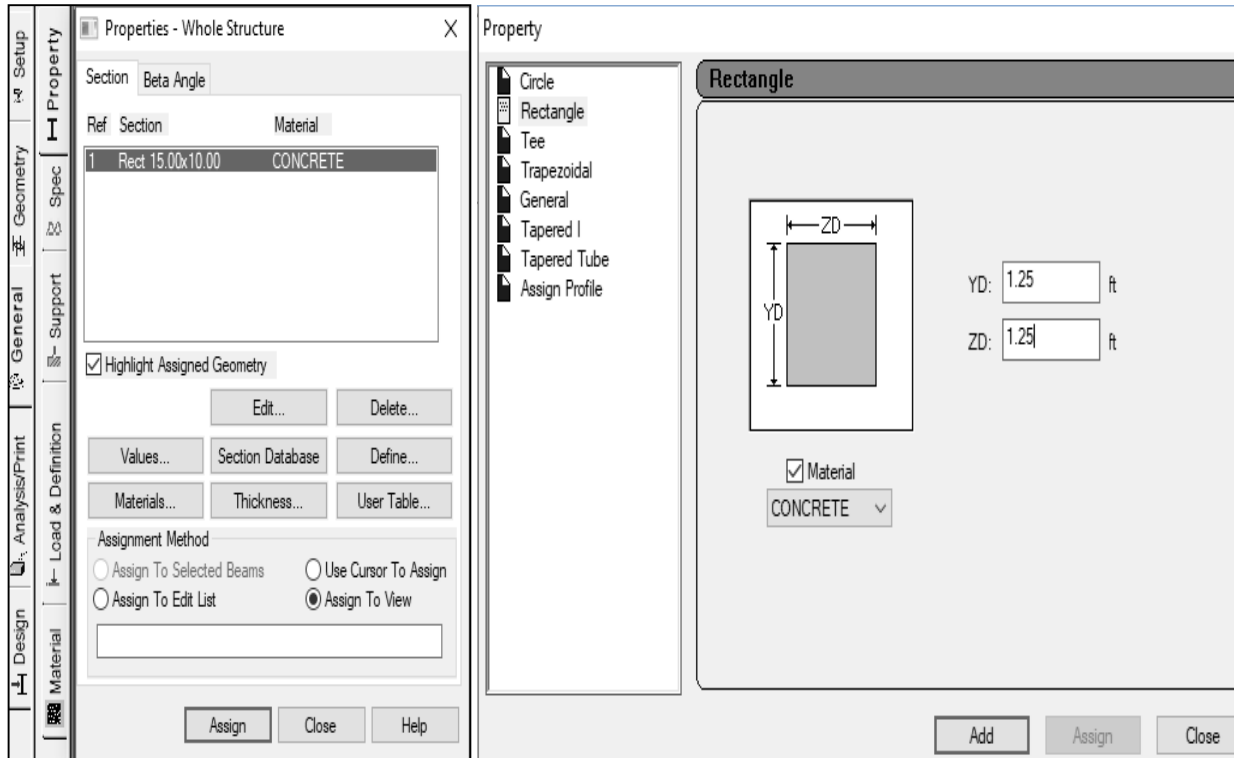 Setup
Geometry
General
Analysis/Print
Design
Property
Spec
Support
Load & Definition
Material
Properties - Whole Structure
X
Section Beta Angle
Ref Section Material
1 Rect 15.00x10.00 CONCRETE
Highlight Assigned Geometry
Edit... Delete...
Values... Section Database Define...
Materials... Thickness... User Table...
Assignment Method
Assign To Selected Beams Use Cursor To Assign
Assign To Edit List Assign To View
Assign Close Help
Property
Circle
Rectangle
Tee
Trapezoidal
General
Tapered I
Tapered Tube
Assign Profile
Rectangle
ZD
YD
YD: 1.25 ft
ZD: 1.25 ft
Material
CONCRETE
Add Assign Close